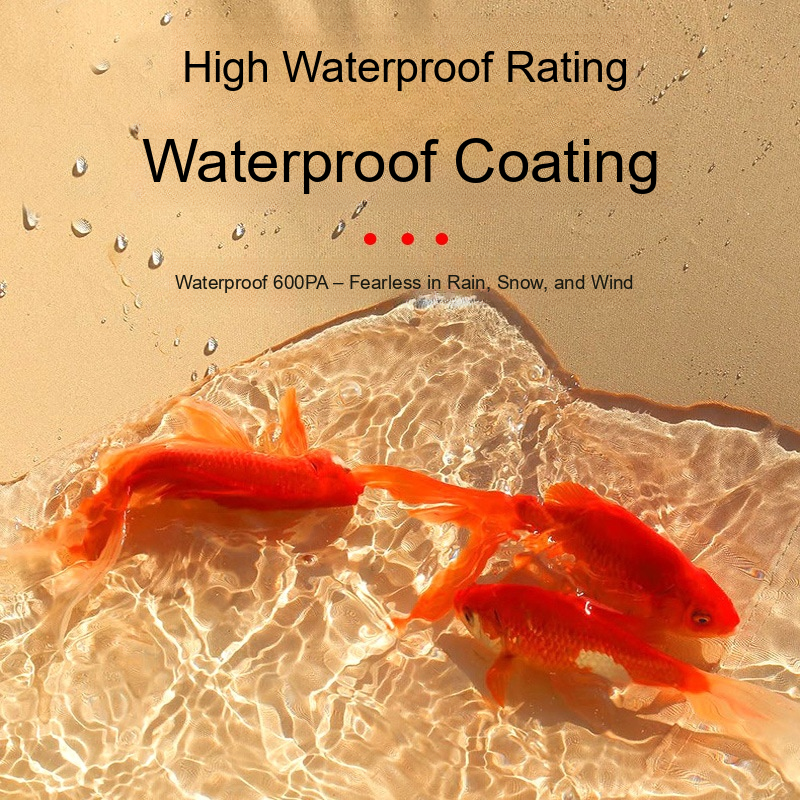 High Waterproof Rating
Waterproof Coating
Waterproof 600PA – Fearless in Rain, Snow, and Wind